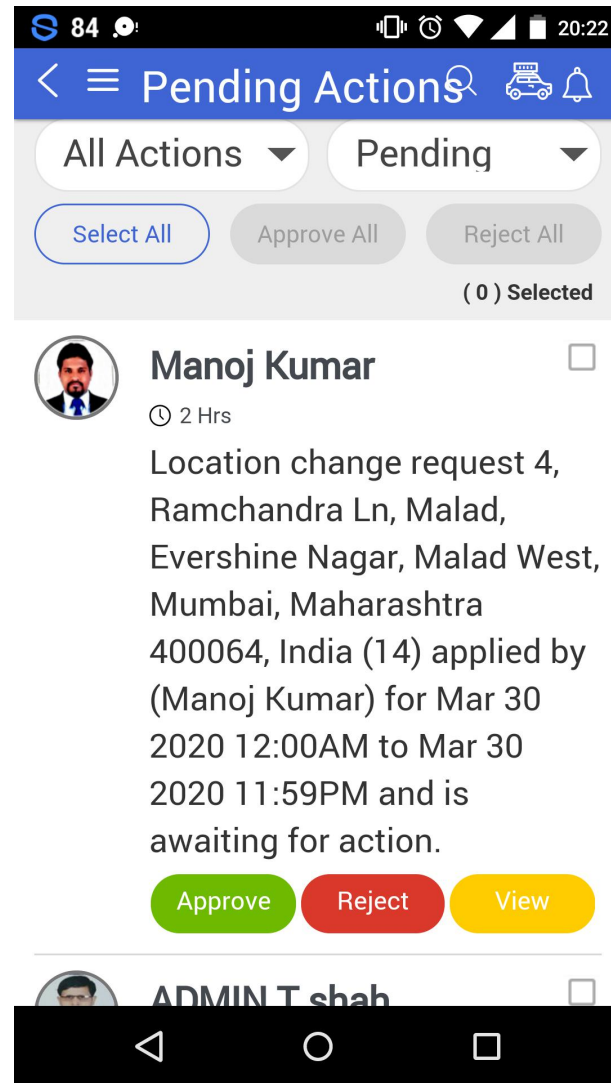 84 20:22
Pending Actions
All Actions Pending
Select All Approve All Reject All
( 0 ) Selected
Manoj Kumar
2 Hrs
Location change request 4,
Ramchandra Ln, Malad,
Evershine Nagar, Malad West,
Mumbai, Maharashtra
400064, India (14) applied by
(Manoj Kumar) for Mar 30
2020 12:00AM to Mar 30
2020 11:59PM and is
awaiting for action.
Approve Reject View
ADMIN T shah